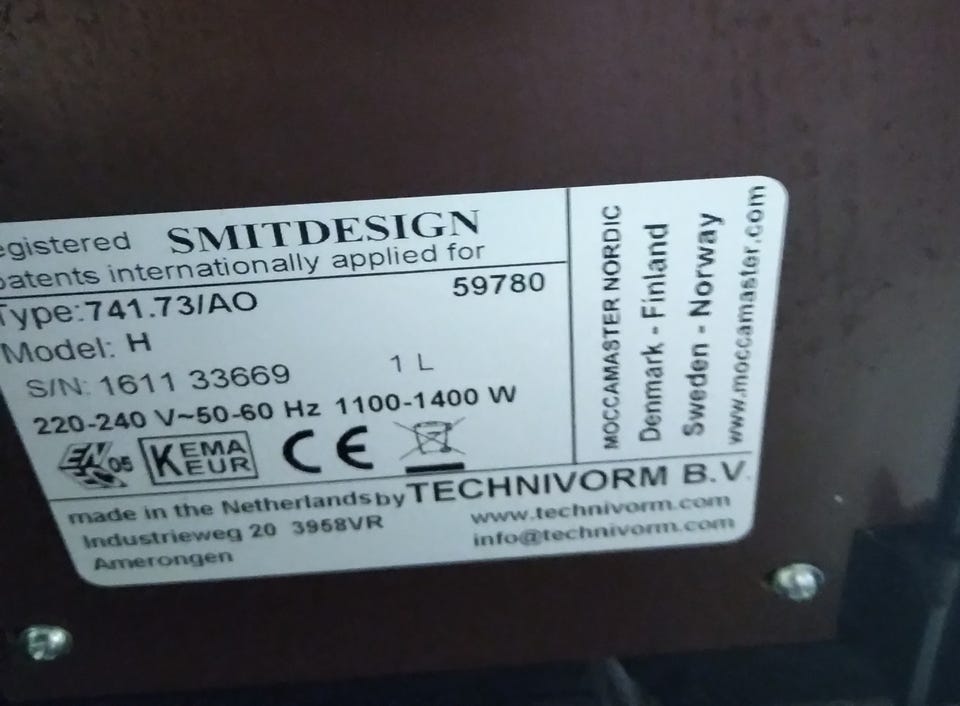 egistered SMITDESIGN
patents internationally applied for
Type:741.73/AO 59780
Model: H
S/N: 1611 33669 1 L
220-240 V~50-60 Hz 1100-1400 W
05 KEMA EUR CE
made in the Netherlands by TECHNIVORM B.V.
Industrieweg 20 3958VR www.technivorm.com
Amerongen info@technivorm.com
MOCCAMASTER NORDIC
Denmark - Finland
Sweden - Norway
www.moccamaster.com